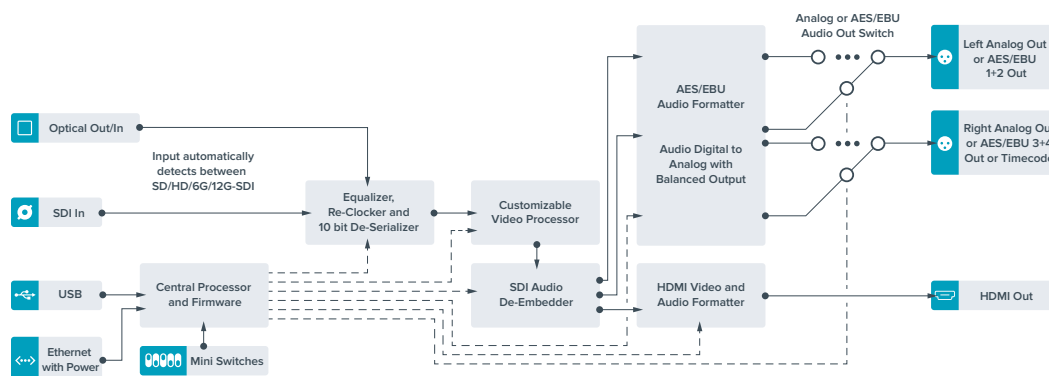 Analog or AES/EBU
Audio Out Switch
Left Analog Out
or AES/EBU
1+2 Out
AES/EBU
Audio Formatter
Optical Out/In
Right Analog Ou
or AES/EBU 3+4
Out or Timecode
Audio Digital to
Analog with
Balanced Output
Input automatically
detects between
SD/HD/6G/12G-SDI
Equalizer,
Re-Clocker and
10 bit De-Serializer
Customizable
Video Processor
SDI In
USB
Central Processor
and Firmware
SDI Audio
De-Embedder
HDMI Video and
Audio Formatter
HDMI Out
Ethernet
with Power
Mini Switches